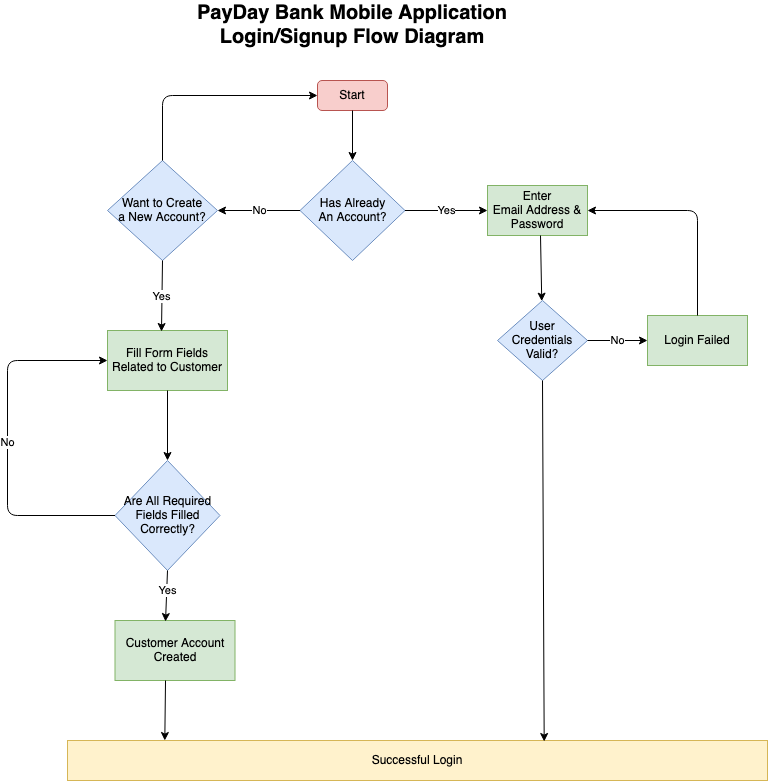 PayDay Bank Mobile Application
Login/Signup Flow Diagram
Start
Want to Create
a New Account?
No
Has Already
An Account?
Yes
Enter
Email Address &
Password
Yes
User
Credentials
Valid?
No
Login Failed
Fill Form Fields
Related to Customer
No
Are All Required
Fields Filled
Correctly?
Yes
Customer Account
Created
Successful Login